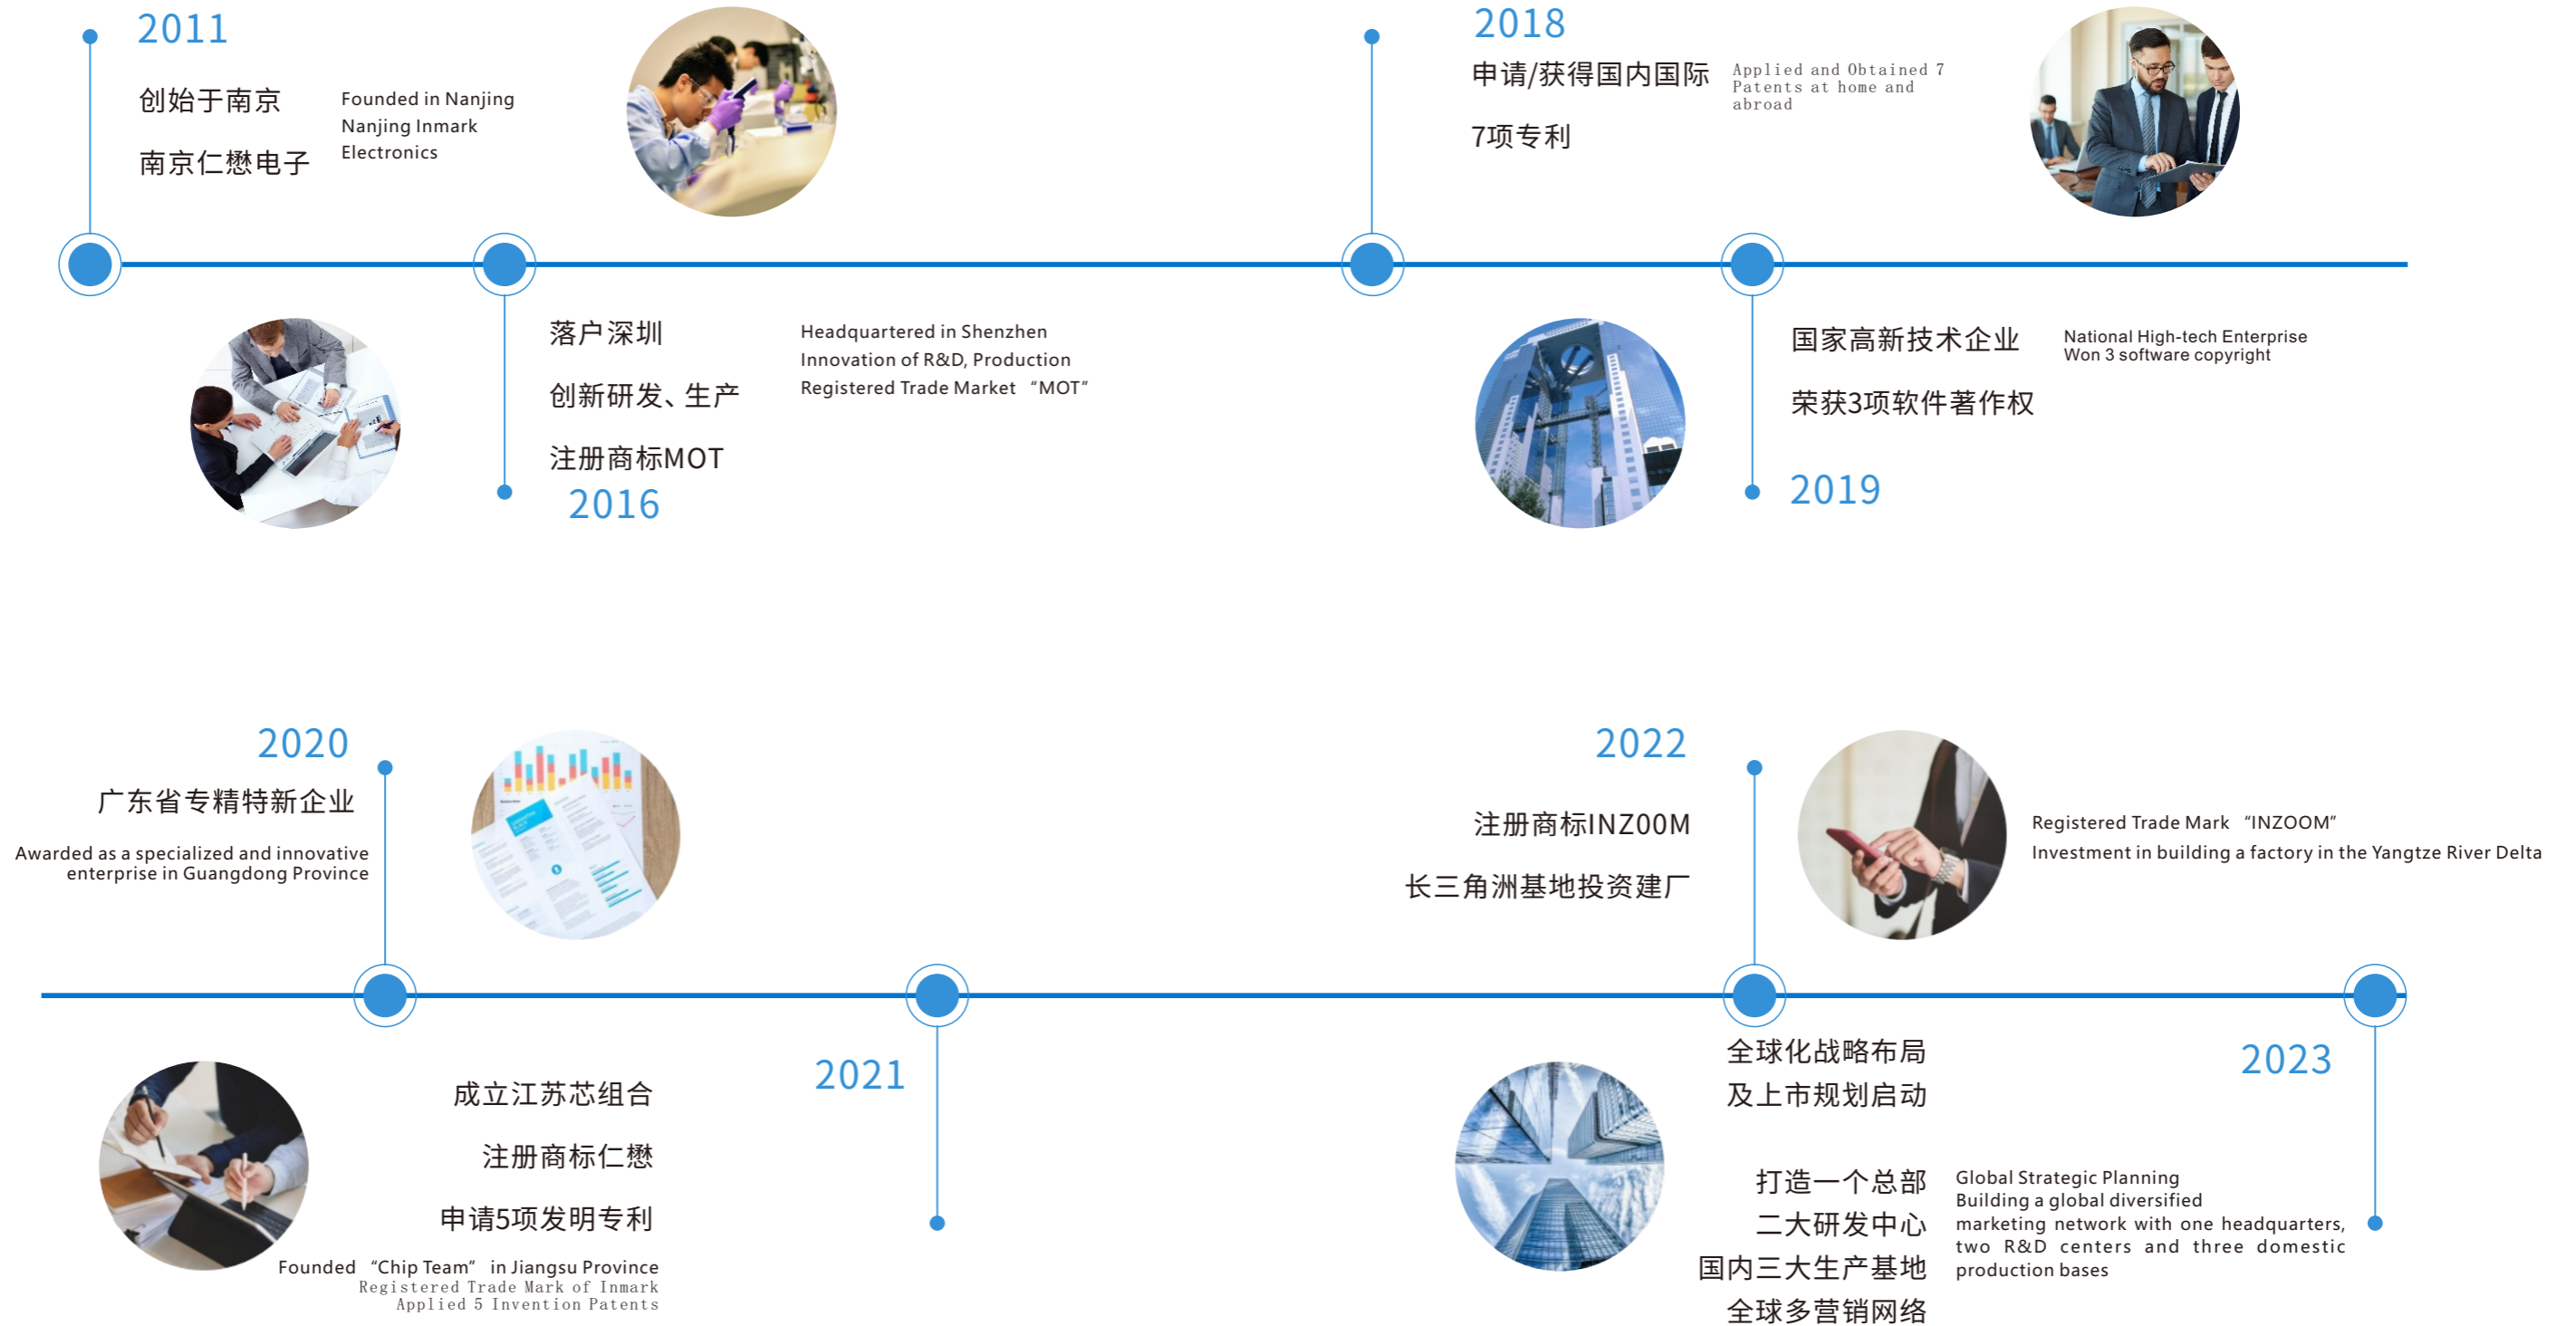 2011
创始于南京
南京仁懋电子
Founded in Nanjing
Nanjing Inmark
Electronics
落户深圳
创新研发、生产
注册商标MOT
2016
Headquartered in Shenzhen
Innovation of R&D, Production
Registered Trade Market “MOT”
2018
申请/获得国内国际
7项专利
Applied and Obtained 7
Patents at home and
abroad
国家高新技术企业
荣获3项软件著作权
2019
National High-tech Enterprise
Won 3 software copyright
2020
广东省专精特新企业
Awarded as a specialized and innovative
enterprise in Guangdong Province
2021
成立江苏芯组合
注册商标仁懋
申请5项发明专利
Founded “Chip Team” in Jiangsu Province
Registered Trade Mark of Inmark
Applied 5 Invention Patents
2022
注册商标INZ00M
长三角洲基地投资建厂
Registered Trade Mark “INZOOM”
Investment in building a factory in the Yangtze River Delta
2023
全球化战略布局
及上市规划启动
打造一个总部
二大研发中心
国内三大生产基地
全球多营销网络
Global Strategic Planning
Building a global diversified
marketing network with one headquarters,
two R&D centers and three domestic
production bases